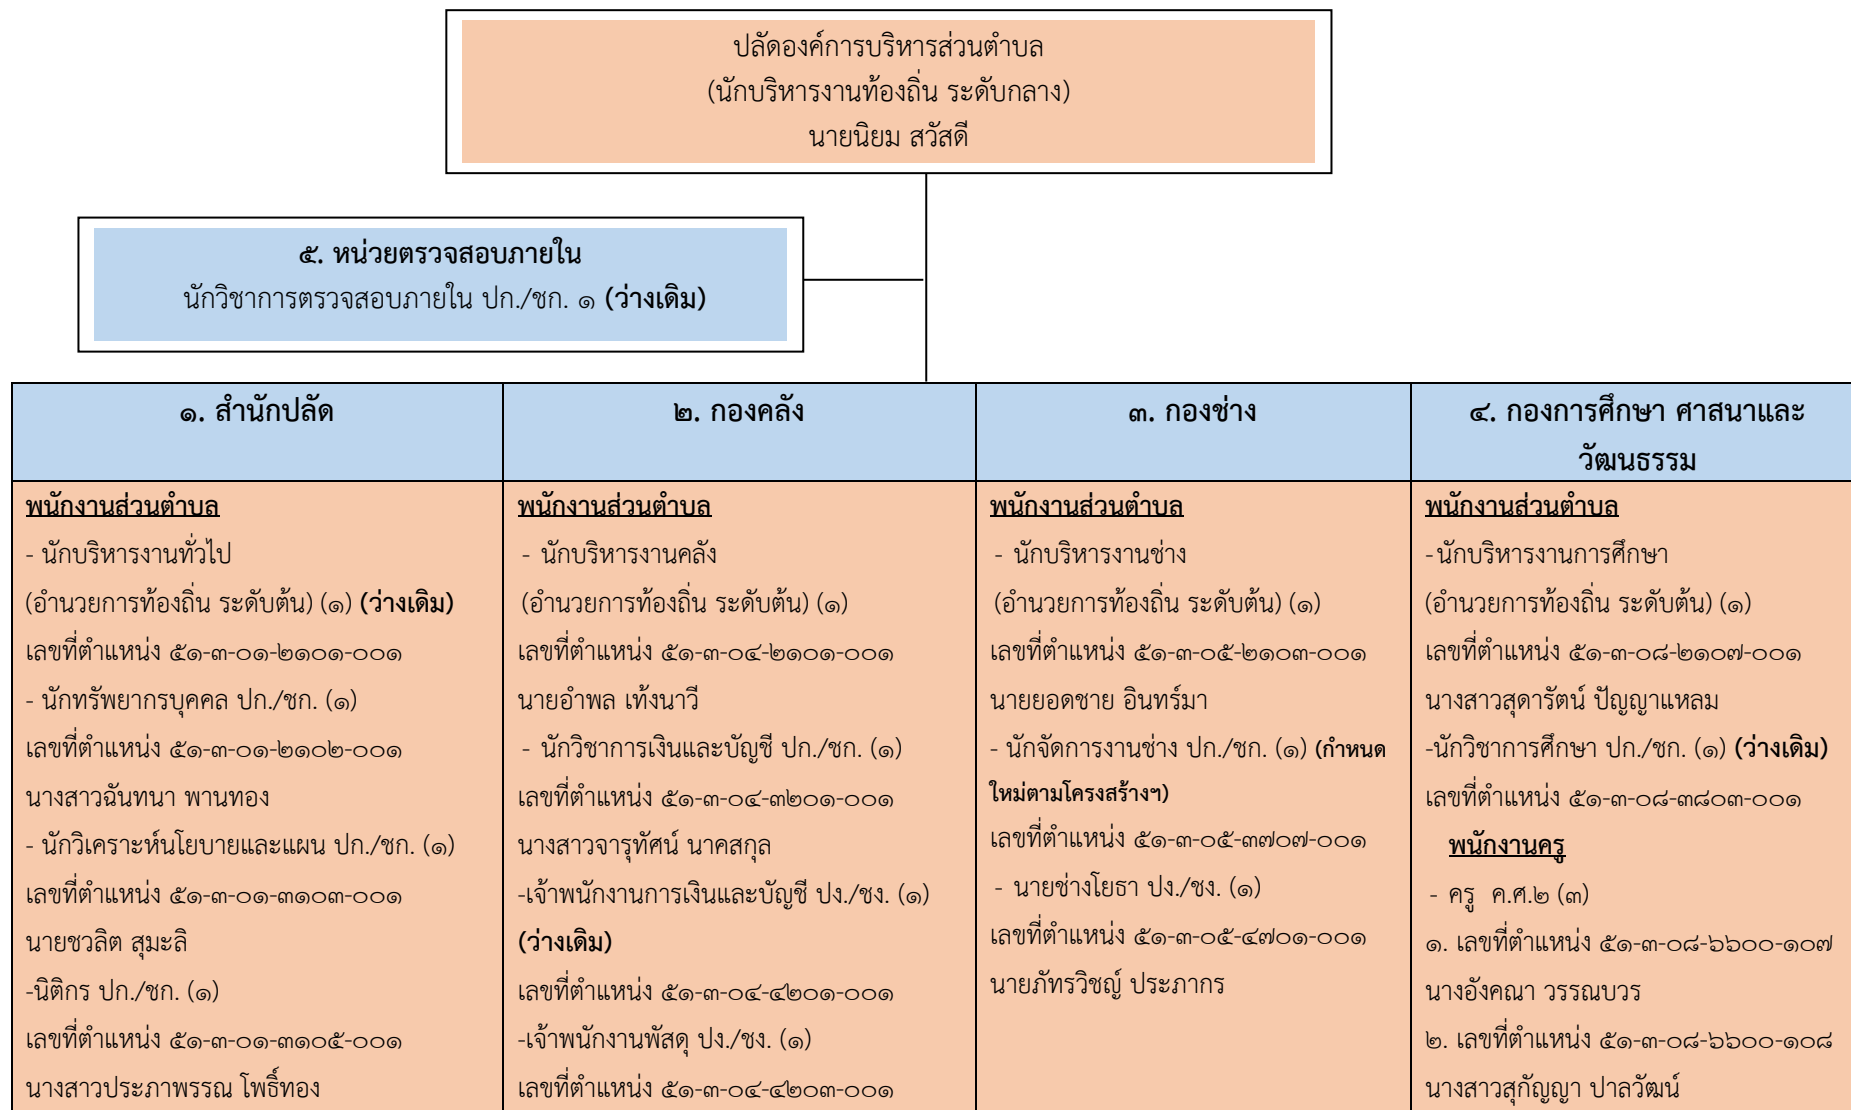 ปลัดองค์การบริหารส่วนตำบล
(นักบริหารงานท้องถิ่น ระดับกลาง)
นายนิยม สวัสดี
๕. หน่วยตรวจสอบภายใน
นักวิชาการตรวจสอบภายใน ปก./ชก. ๑ (ว่างเดิม)
๑. สำนักปลัด
พนักงานส่วนตำบล
- นักบริหารงานทั่วไป
(อำนวยการท้องถิ่น ระดับต้น) (๑) (ว่างเดิม)
เลขที่ตำแหน่ง ๕๑-๓-๐๑-๒๑๐๑-๐๐๑
- นักทรัพยากรบุคคล ปก./ชก. (๑)
เลขที่ตำแหน่ง ๕๑-๓-๐๑-๒๑๐๒-๐๐๑
นางสาวฉันทนา พานทอง
- นักวิเคราะห์นโยบายและแผน ปก./ชก. (๑)
เลขที่ตำแหน่ง ๕๑-๓-๐๑-๓๑๐๓-๐๐๑
นายชวลิต สุมะลิ
-นิติกร ปก./ชก. (๑)
เลขที่ตำแหน่ง ๕๑-๓-๐๑-๓๑๐๕-๐๐๑
นางสาวประภาพรรณ โพธิ์ทอง
๒. กองคลัง
พนักงานส่วนตำบล
- นักบริหารงานคลัง
(อำนวยการท้องถิ่น ระดับต้น) (๑)
เลขที่ตำแหน่ง ๕๑-๓-๐๔-๒๑๐๑-๐๐๑
นายอำพล เท้งนาวี
- นักวิชาการเงินและบัญชี ปก./ชก. (๑)
เลขที่ตำแหน่ง ๕๑-๓-๐๔-๓๒๐๑-๐๐๑
นางสาวจารุทัศน์ นาคสกุล
-เจ้าพนักงานการเงินและบัญชี ปง./ชง. (๑)
(ว่างเดิม)
เลขที่ตำแหน่ง ๕๑-๓-๐๔-๔๒๐๑-๐๐๑
-เจ้าพนักงานพัสดุ ปง./ชง. (๑)
เลขที่ตำแหน่ง ๕๑-๓-๐๔-๔๒๐๓-๐๐๑
๓. กองช่าง
พนักงานส่วนตำบล
- นักบริหารงานช่าง
(อำนวยการท้องถิ่น ระดับต้น) (๑)
เลขที่ตำแหน่ง ๕๑-๓-๐๕-๒๑๐๓-๐๐๑
นายยอดชาย อินทร์มา
- นักจัดการงานช่าง ปก./ชก. (๑) (กำหนด
ใหม่ตามโครงสร้างฯ)
เลขที่ตำแหน่ง ๕๑-๓-๐๕-๓๗๐๗-๐๐๑
- นายช่างโยธา ปง./ชง. (๑)
เลขที่ตำแหน่ง ๕๑-๓-๐๕-๔๗๐๑-๐๐๑
นายภัทรวิชญ์ ประภากร
๔. กองการศึกษา ศาสนาและ
วัฒนธรรม
พนักงานส่วนตำบล
-นักบริหารงานการศึกษา
(อำนวยการท้องถิ่น ระดับต้น) (๑)
เลขที่ตำแหน่ง ๕๑-๓-๐๘-๒๑๐๗-๐๐๑
นางสาวสุดารัตน์ ปัญญาแหลม
-นักวิชาการศึกษา ปก./ชก. (๑) (ว่างเดิม)
เลขที่ตำแหน่ง ๕๑-๓-๐๘-๓๘๐๓-๐๐๑
พนักงานครู
- ครู ค.ศ.๒ (๓)
๑. เลขที่ตำแหน่ง ๕๑-๓-๐๘-๖๖๐๐-๑๐๗
นางอังคณา วรรณบวร
๒. เลขที่ตำแหน่ง ๕๑-๓-๐๘-๖๖๐๐-๑๐๘
นางสาวสุกัญญา ปาลวัฒน์